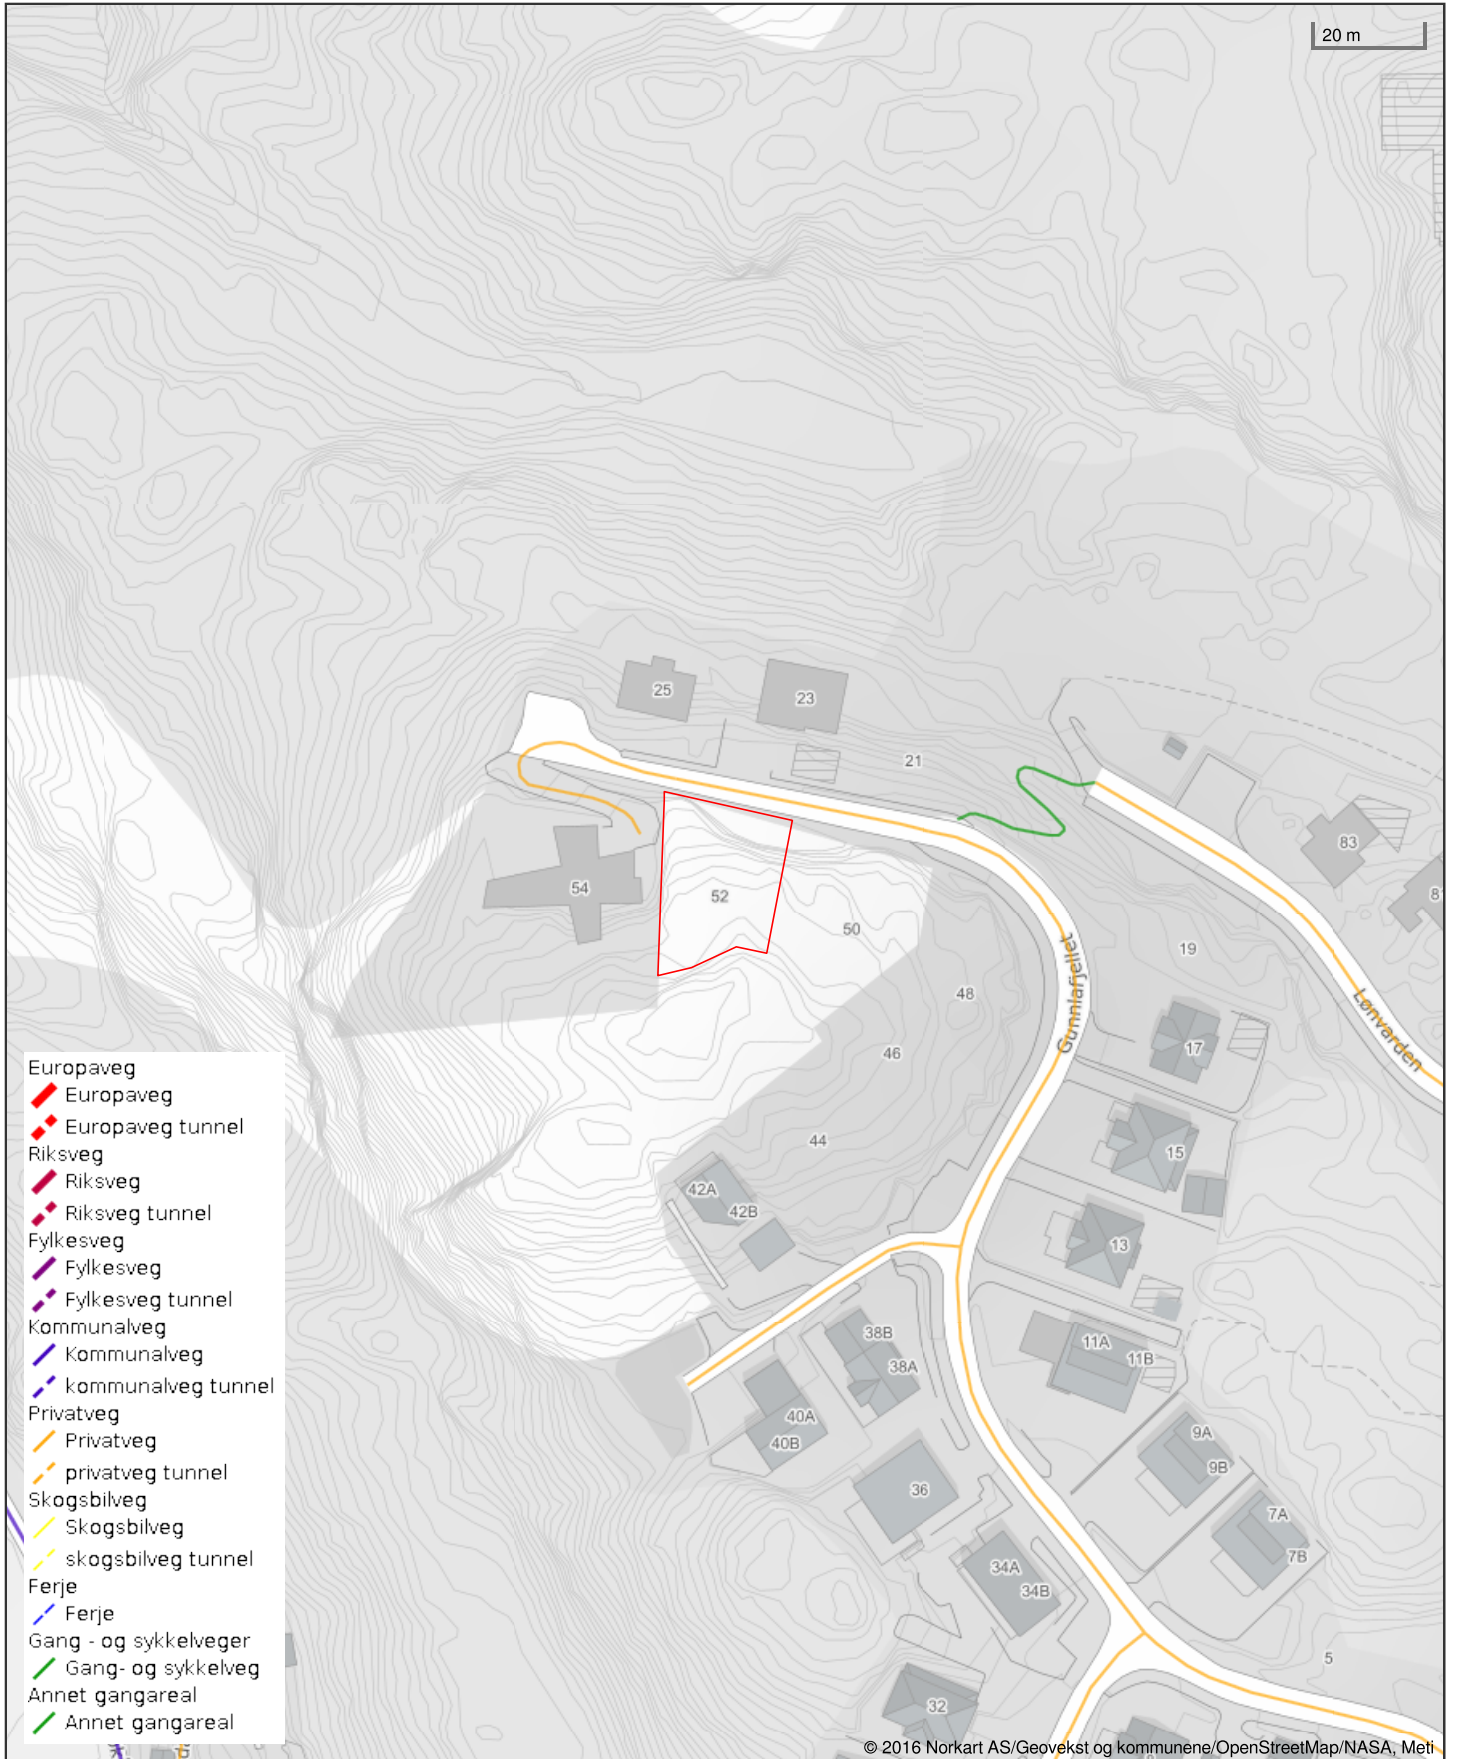 20 m
25
23
21
83
8
54
52
50
19
48
Gunnlafjellet
Lønvarden
17
46
44
15
42A
42B
13
38B
11A
38A
11B
40A
40B
9A
9B
36
7A
7B
34A
34B
5
32
Europaveg
Europaveg
Europaveg tunnel
Riksveg
Riksveg
Riksveg tunnel
Fylkesveg
Fylkesveg
Fylkesveg tunnel
Kommunalveg
Kommunalveg
kommunalveg tunnel
Privatveg
Privatveg
privatveg tunnel
Skogsbilveg
Skogsbilveg
skogsbilveg tunnel
Ferje
Ferje
Gang - og sykkelveger
Gang- og sykkelveg
Annet gangareal
Annet gangareal
© 2016 Norkart AS/Geovekst og kommunene/OpenStreetMap/NASA, Meti